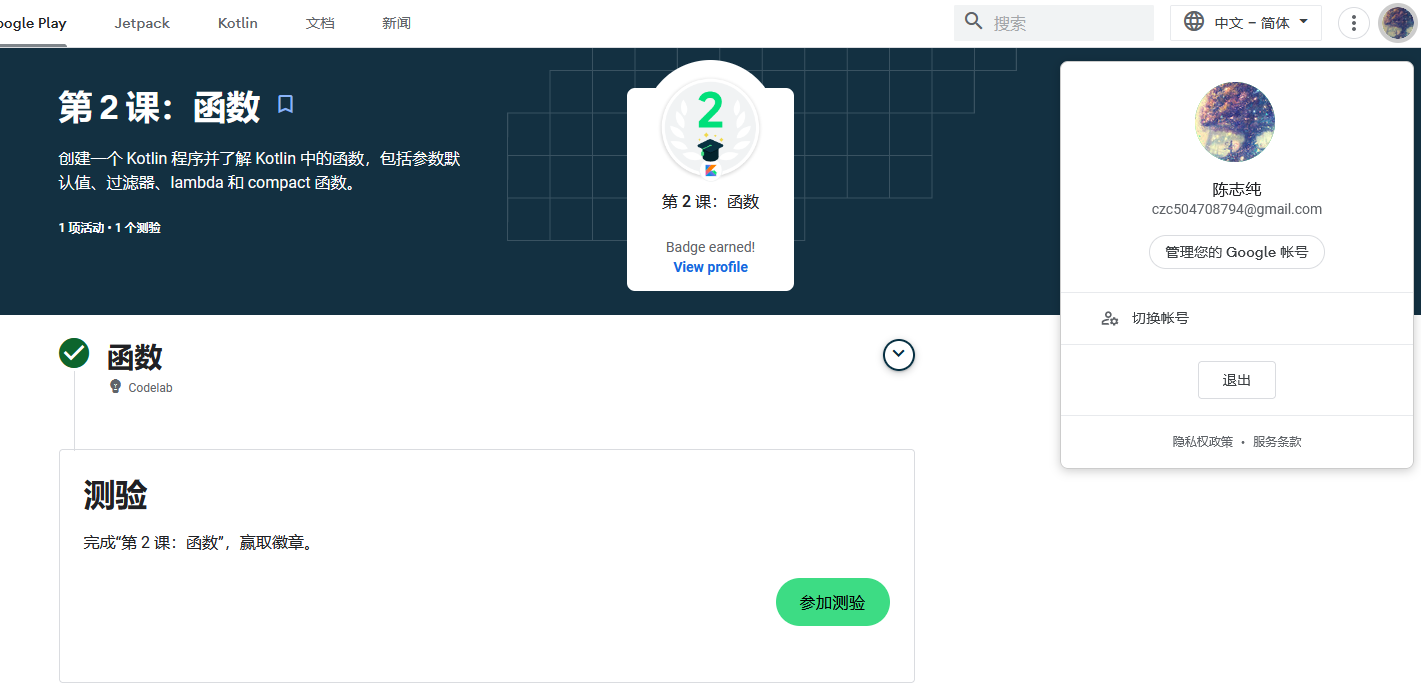 oogle Play
Jetpack
Kotlin
文档
新闻
搜索
中文 – 简体
第 2 课：函数
创建一个 Kotlin 程序并了解 Kotlin 中的函数，包括参数默
认值、过滤器、lambda 和 compact 函数。
1 项活动 • 1 个测验
2
第 2 课：函数
Badge earned!
View profile
陈志纯
czc504708794@gmail.com
管理您的 Google 帐号
切换帐号
退出
隐私权政策 • 服务条款
函数
Codelab
测验
完成“第 2 课：函数”，赢取徽章。
参加测验